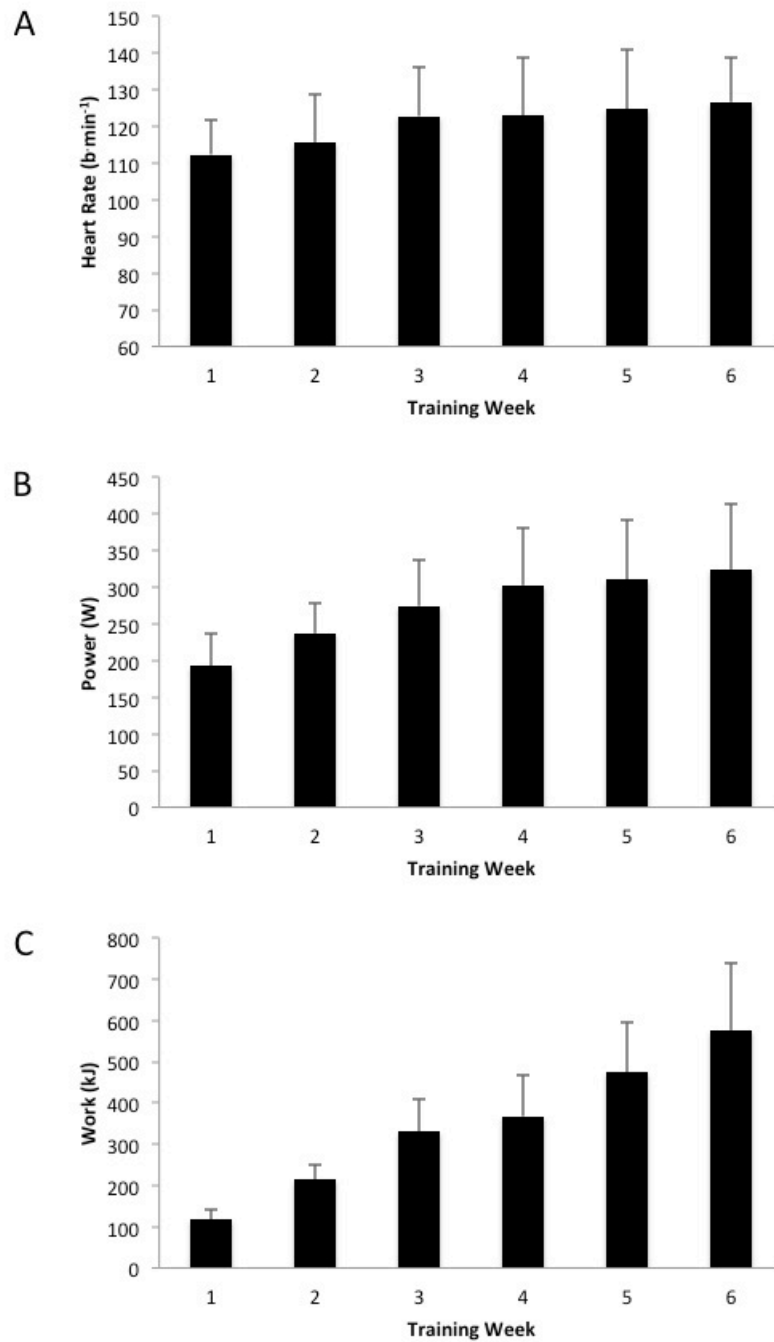 A
Heart Rate (b·min⁻¹)
150
140
130
120
110
100
90
80
70
60
1 2 3 4 5 6
Training Week
B
Power (W)
450
400
350
300
250
200
150
100
50
0
1 2 3 4 5 6
Training Week
C
Work (kJ)
800
700
600
500
400
300
200
100
0
1 2 3 4 5 6
Training Week